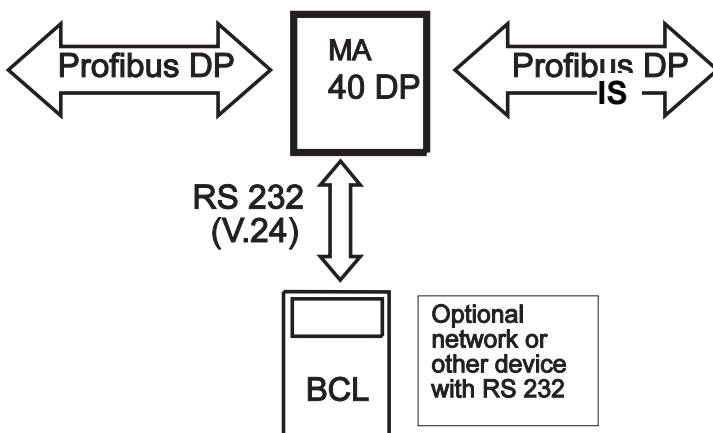 Profibus DP
MA
40 DP
Profibus DP
IS
RS 232
(V.24)
BCL
Optional
network or
other device
with RS 232